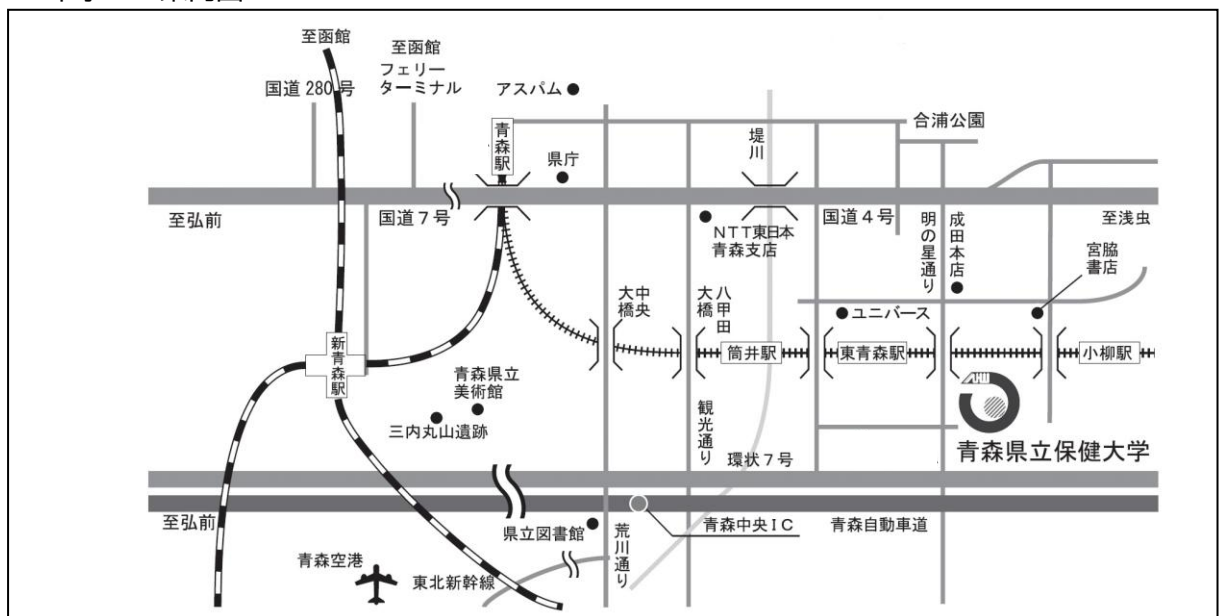 至函館
国道280号
至函館
フェリー
ターミナル
アスパム
青森駅
県庁
堤川
合浦公園
至弘前
国道7号
NTT東日本
青森支店
国道4号
明の星通り
成田本店
至浅虫
宮脇
書店
中央
大橋
八甲田
大橋
ユニバース
新青森駅
筒井駅
東青森駅
小柳駅
青森県立
美術館
三内丸山遺跡
観光通り
環状7号
青森県立保健大学
至弘前
県立図書館
荒川通り
青森中央IC
青森自動車道
青森空港
東北新幹線